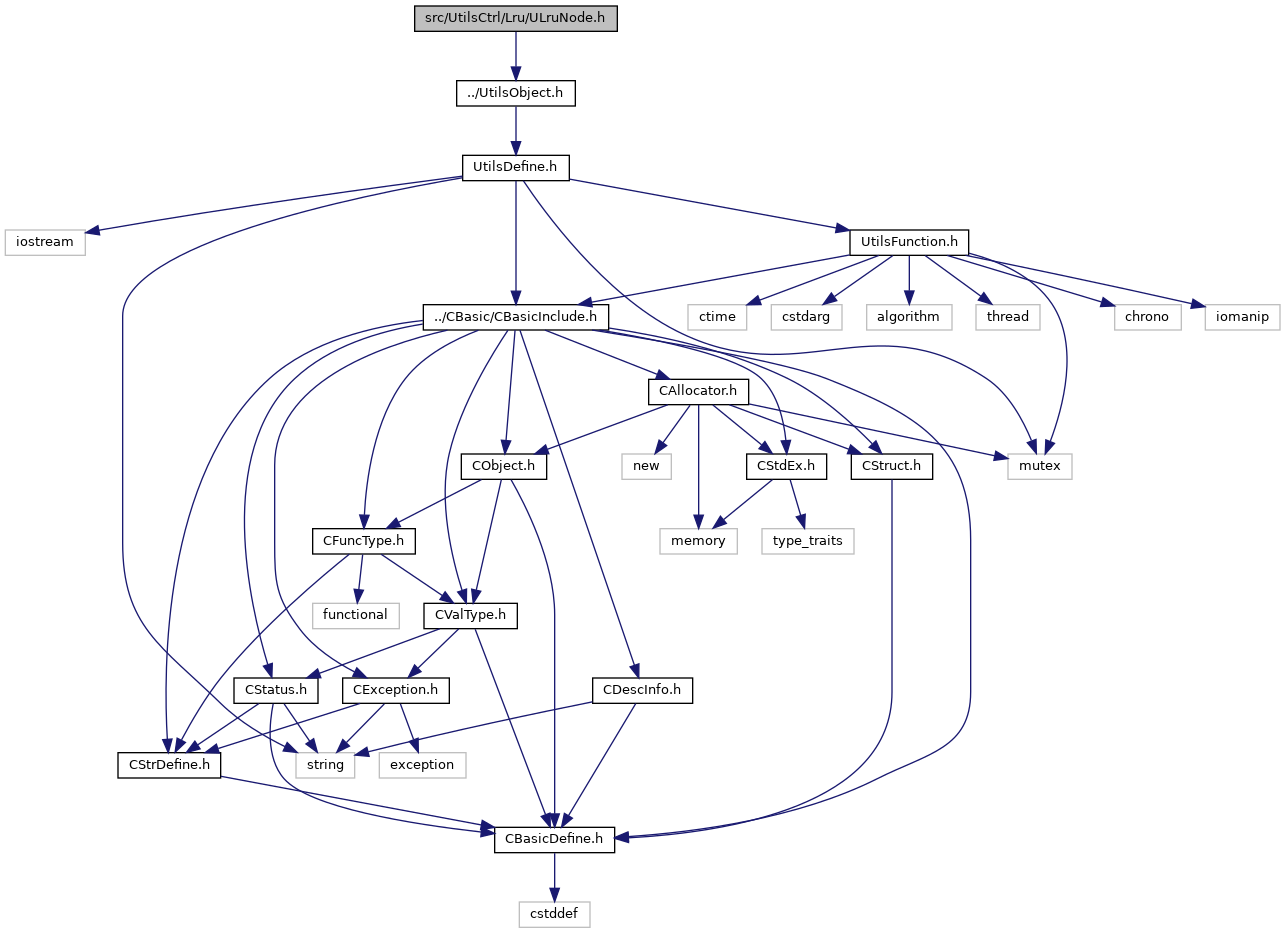 src/UtilsCtrl/Lru/ULruNode.h
../UtilsObject.h
UtilsDefine.h
iostream
UtilsFunction.h
../CBasic/CBasicInclude.h
ctime
cstdarg
algorithm
thread
chrono
iomanip
CAllocator.h
CObject.h
new
CStdEx.h
CStruct.h
mutex
CFuncType.h
memory
type_traits
functional
CValType.h
CStatus.h
CException.h
CDescInfo.h
CStrDefine.h
string
exception
CBasicDefine.h
cstddef